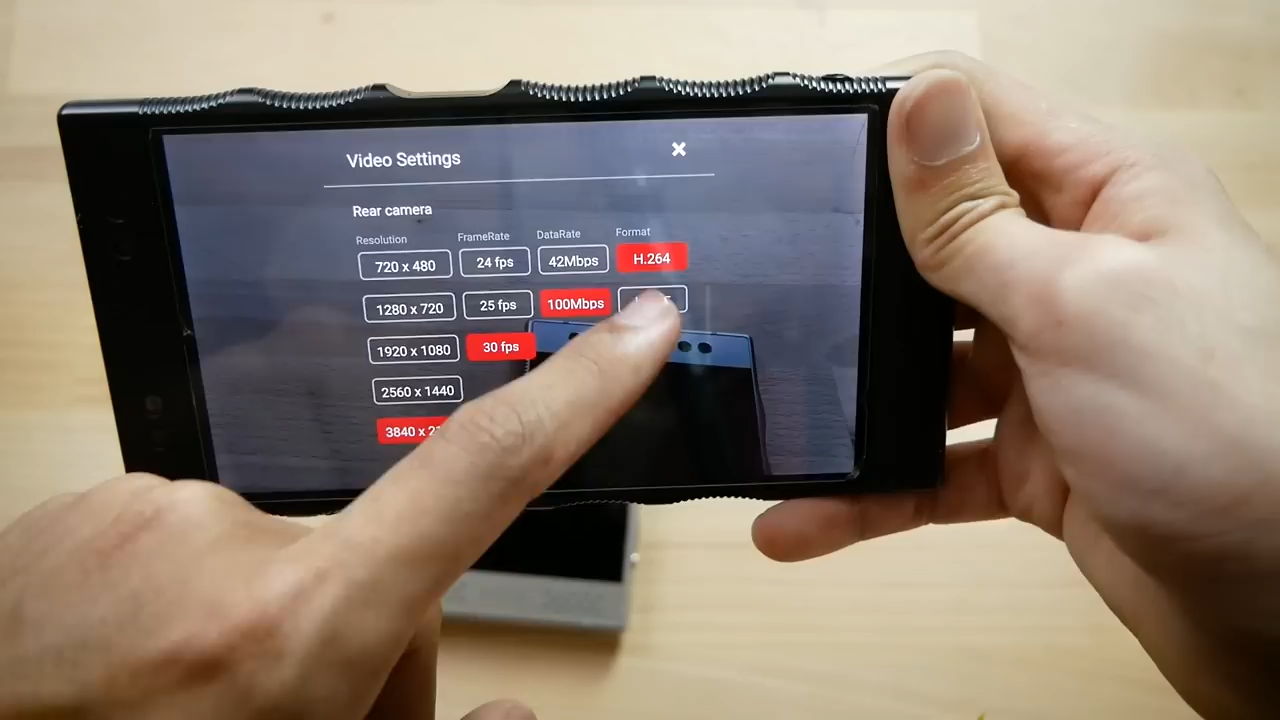 Video Settings
Rear camera
Resolution FrameRate DataRate Format
720 x 480 24 fps 42Mbps H.264
1280 x 720 25 fps 100Mbps
1920 x 1080 30 fps
2560 x 1440
3840 x